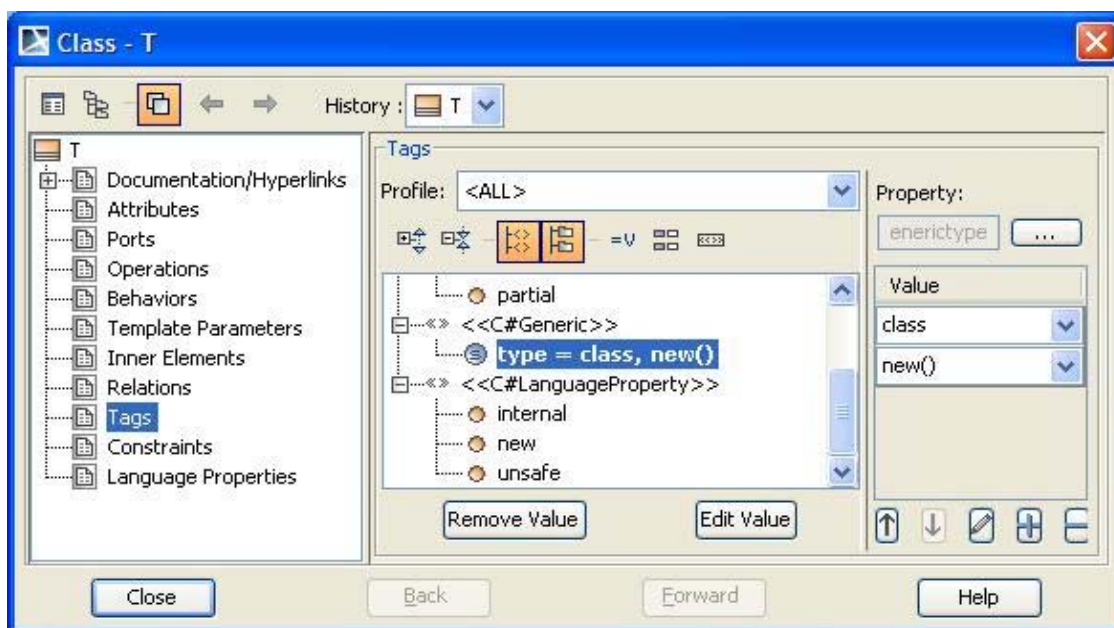 Class - T
History : T
T
Documentation/Hyperlinks
Attributes
Ports
Operations
Behaviors
Template Parameters
Inner Elements
Relations
Tags
Constraints
Language Properties
Tags
Profile: <ALL>
=V
partial
«» <<C#Generic>>
type = class, new()
«» <<C#LanguageProperty>>
internal
new
unsafe
Remove Value
Edit Value
Property:
enerictype
...
Value
class
new()
Close
Back
Forward
Help